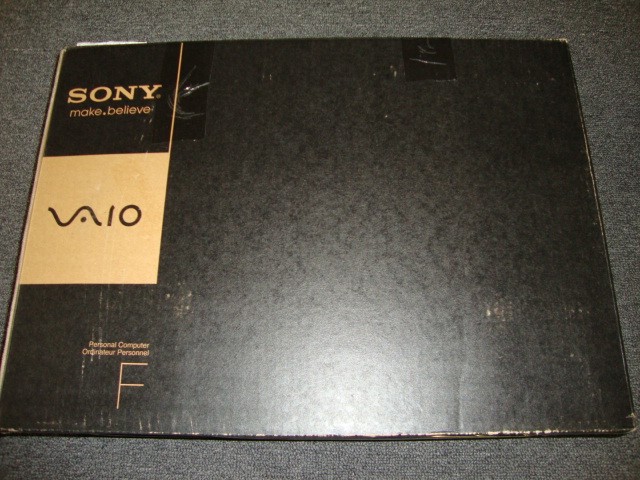 SONY
make.believe
VAIO
Personal Computer
Ordinateur Personnel
F